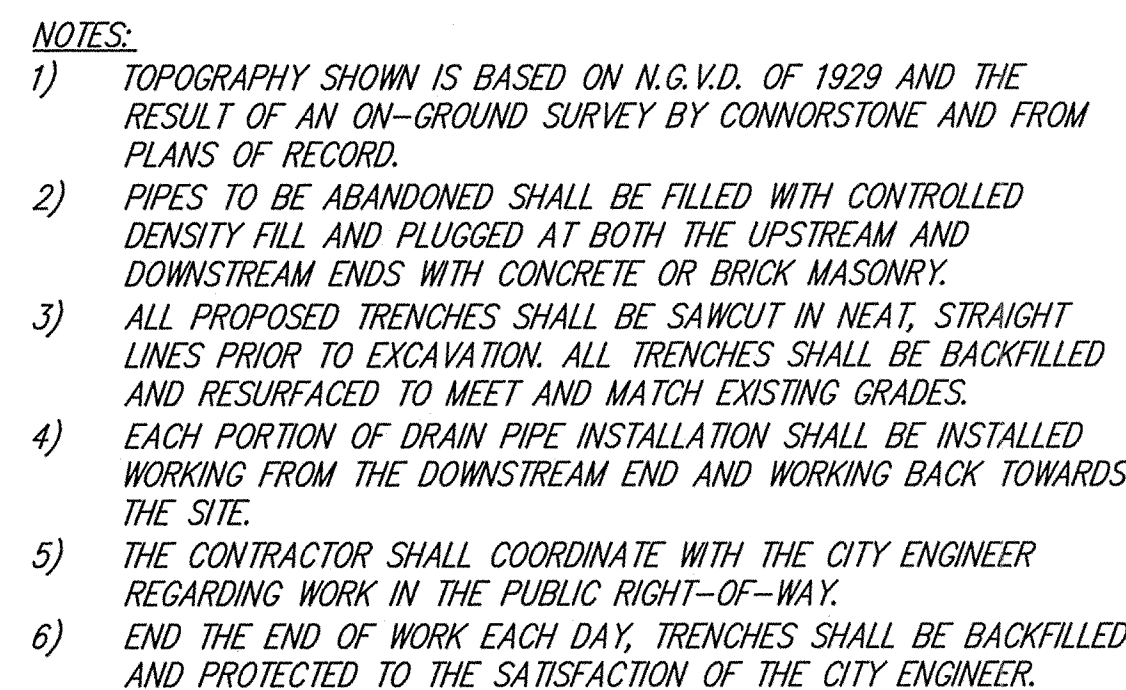 NOTES:
1) TOPOGRAPHY SHOWN IS BASED ON N.G.V.D. OF 1929 AND THE
RESULT OF AN ON-GROUND SURVEY BY CONNORSTONE AND FROM
PLANS OF RECORD.
2) PIPES TO BE ABANDONED SHALL BE FILLED WITH CONTROLLED
DENSITY FILL AND PLUGGED AT BOTH THE UPSTREAM AND
DOWNSTREAM ENDS WITH CONCRETE OR BRICK MASONRY.
3) ALL PROPOSED TRENCHES SHALL BE SAWCUT IN NEAT, STRAIGHT
LINES PRIOR TO EXCAVATION. ALL TRENCHES SHALL BE BACKFILLED
AND RESURFACED TO MEET AND MATCH EXISTING GRADES.
4) EACH PORTION OF DRAIN PIPE INSTALLATION SHALL BE INSTALLED
WORKING FROM THE DOWNSTREAM END AND WORKING BACK TOWARDS
THE SITE.
5) THE CONTRACTOR SHALL COORDINATE WITH THE CITY ENGINEER
REGARDING WORK IN THE PUBLIC RIGHT-OF-WAY.
6) END THE END OF WORK EACH DAY, TRENCHES SHALL BE BACKFILLED
AND PROTECTED TO THE SATISFACTION OF THE CITY ENGINEER.